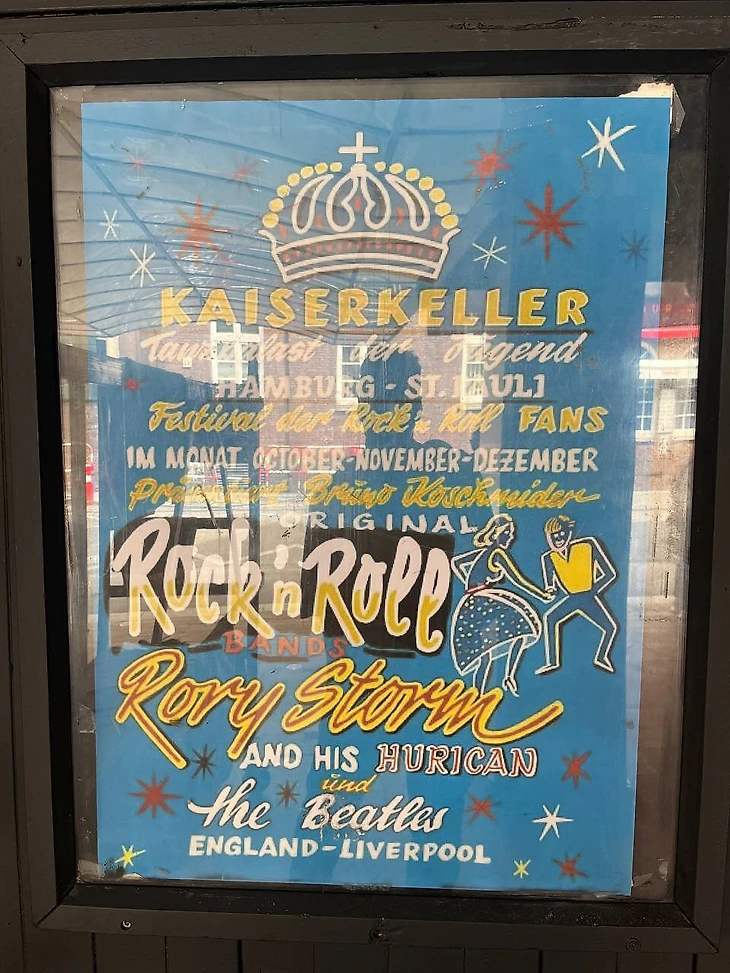 KAISERKELLER
Tanzpalast der Jugend
HAMBURG - ST. PAULI
Festival der Rock'n Roll FANS
IM MONAT OCTOBER-NOVEMBER-DEZEMBER
Präsentiert Bruno Koschmider
ORIGINAL
Rock'n Roll
BANDS
Rory Storm
AND HIS HURICAN
und
the Beatles
ENGLAND-LIVERPOOL